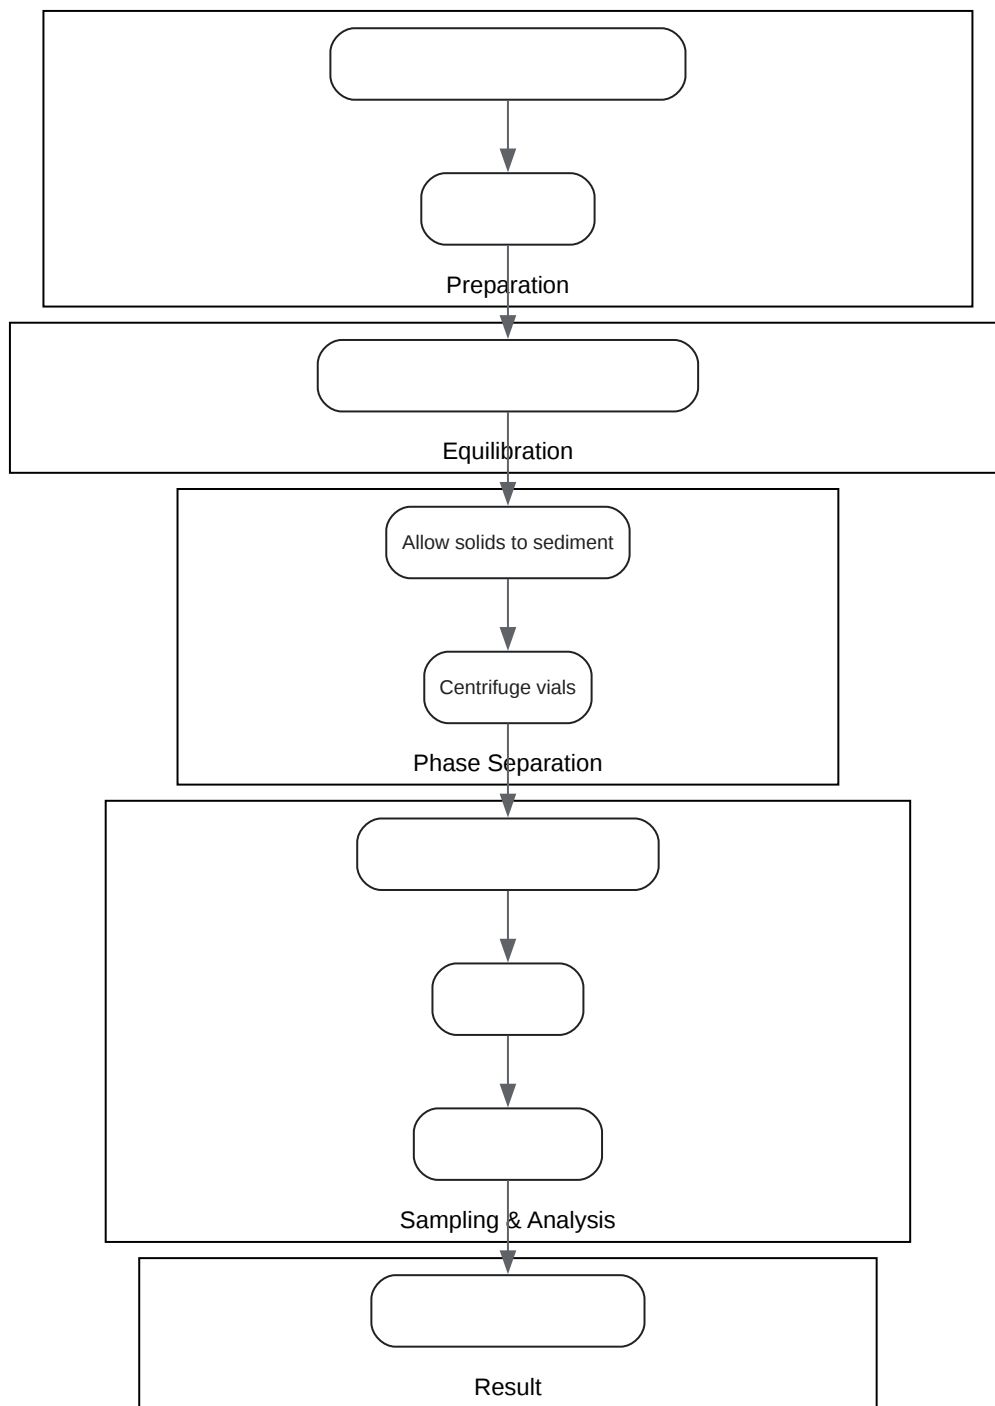 Preparation
Equilibration
Allow solids to sediment
Centrifuge vials
Phase Separation
Sampling & Analysis
Result